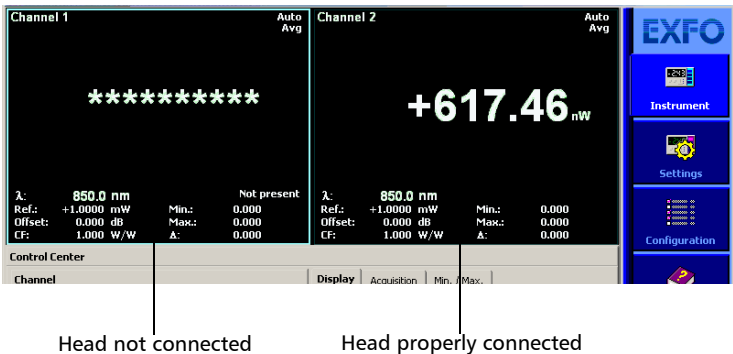 Channel 1
Auto
Avg
**********
λ: 850.0 nm Not present
Ref.: +1.0000 mW Min.: 0.000
Offset: 0.000 dB Max.: 0.000
CF: 1.000 W/W Δ: 0.000
Channel 2
Auto
Avg
+617.46 nW
λ: 850.0 nm
Ref.: +1.0000 mW Min.: 0.000
Offset: 0.000 dB Max.: 0.000
CF: 1.000 W/W Δ: 0.000
EXFO
Instrument
Settings
Configuration
Control Center
Channel
Display Acquisition Min. / Max.
Head not connected
Head properly connected